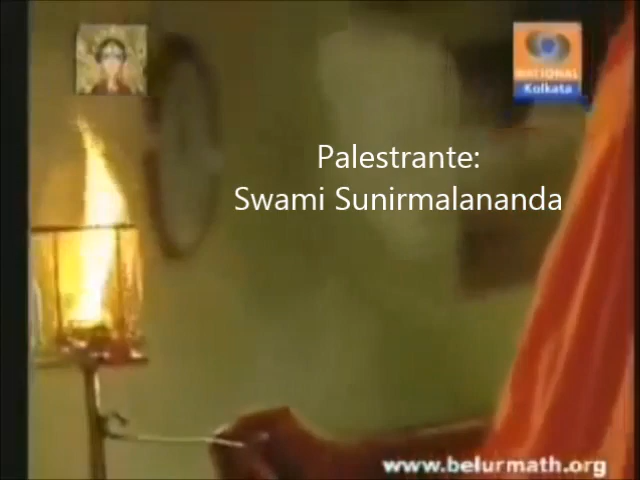 NATIONAL
Kolkata
Palestrante:
Swami Sunirmalananda
www.belurmath.org